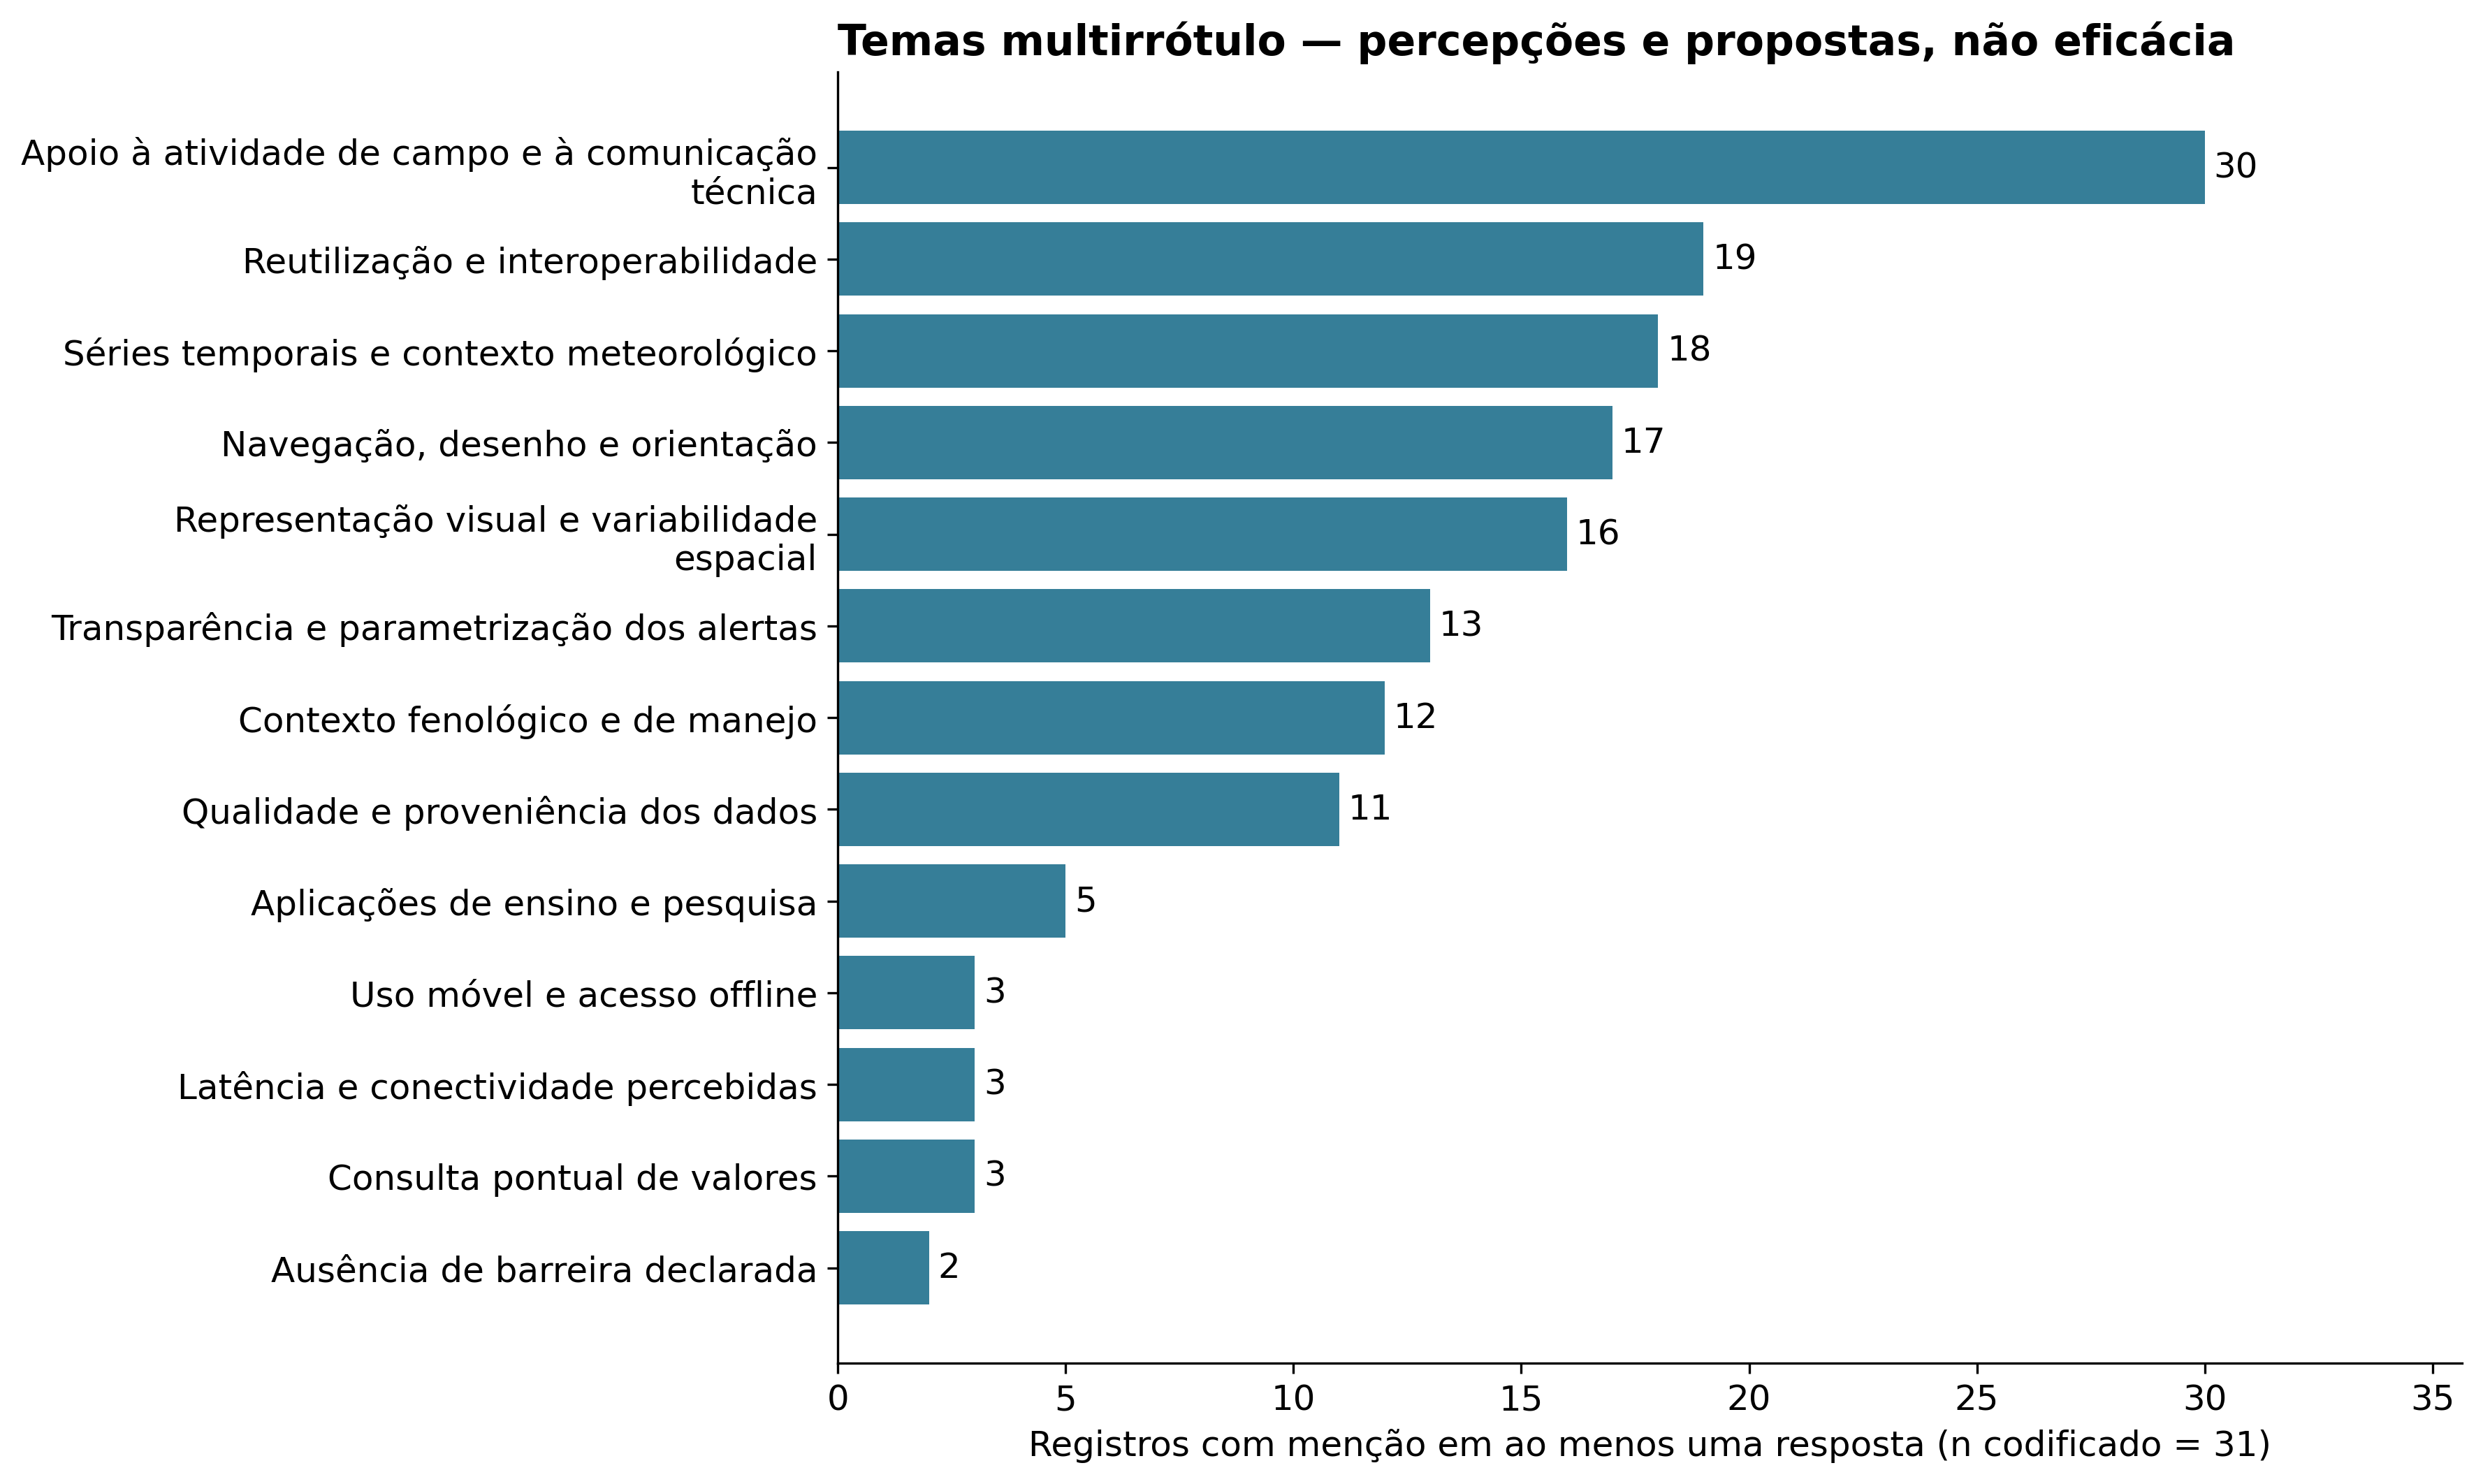 Temas multirrótulo — percepções e propostas, não eficácia
Apoio à atividade de campo e à comunicação
técnica
30
Reutilização e interoperabilidade
19
Séries temporais e contexto meteorológico
18
Navegação, desenho e orientação
17
Representação visual e variabilidade
espacial
16
Transparência e parametrização dos alertas
13
Contexto fenológico e de manejo
12
Qualidade e proveniência dos dados
11
Aplicações de ensino e pesquisa
5
Uso móvel e acesso offline
3
Latência e conectividade percebidas
3
Consulta pontual de valores
3
Ausência de barreira declarada
2
0 5 10 15 20 25 30 35
Registros com menção em ao menos uma resposta (n codificado = 31)